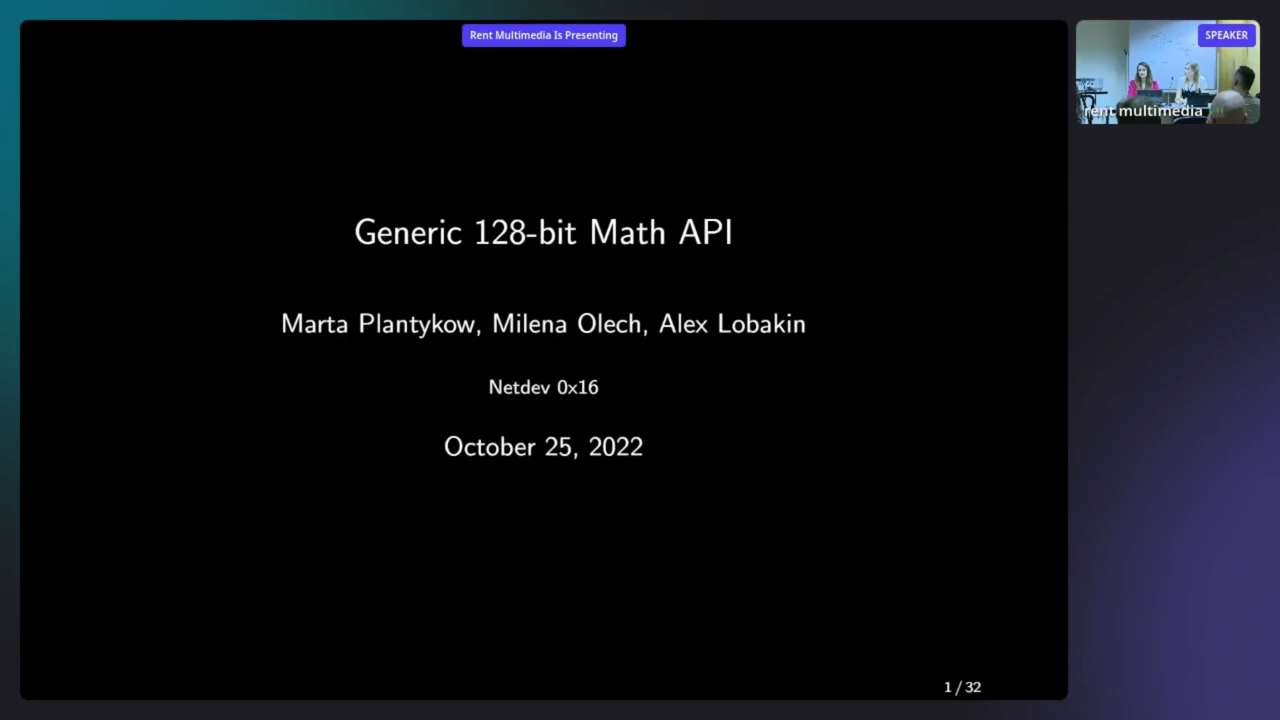 Rent Multimedia Is Presenting
SPEAKER
rent multimedia
Generic 128-bit Math API
Marta Plantykow, Milena Olech, Alex Lobakin
Netdev 0x16
October 25, 2022
1 / 32